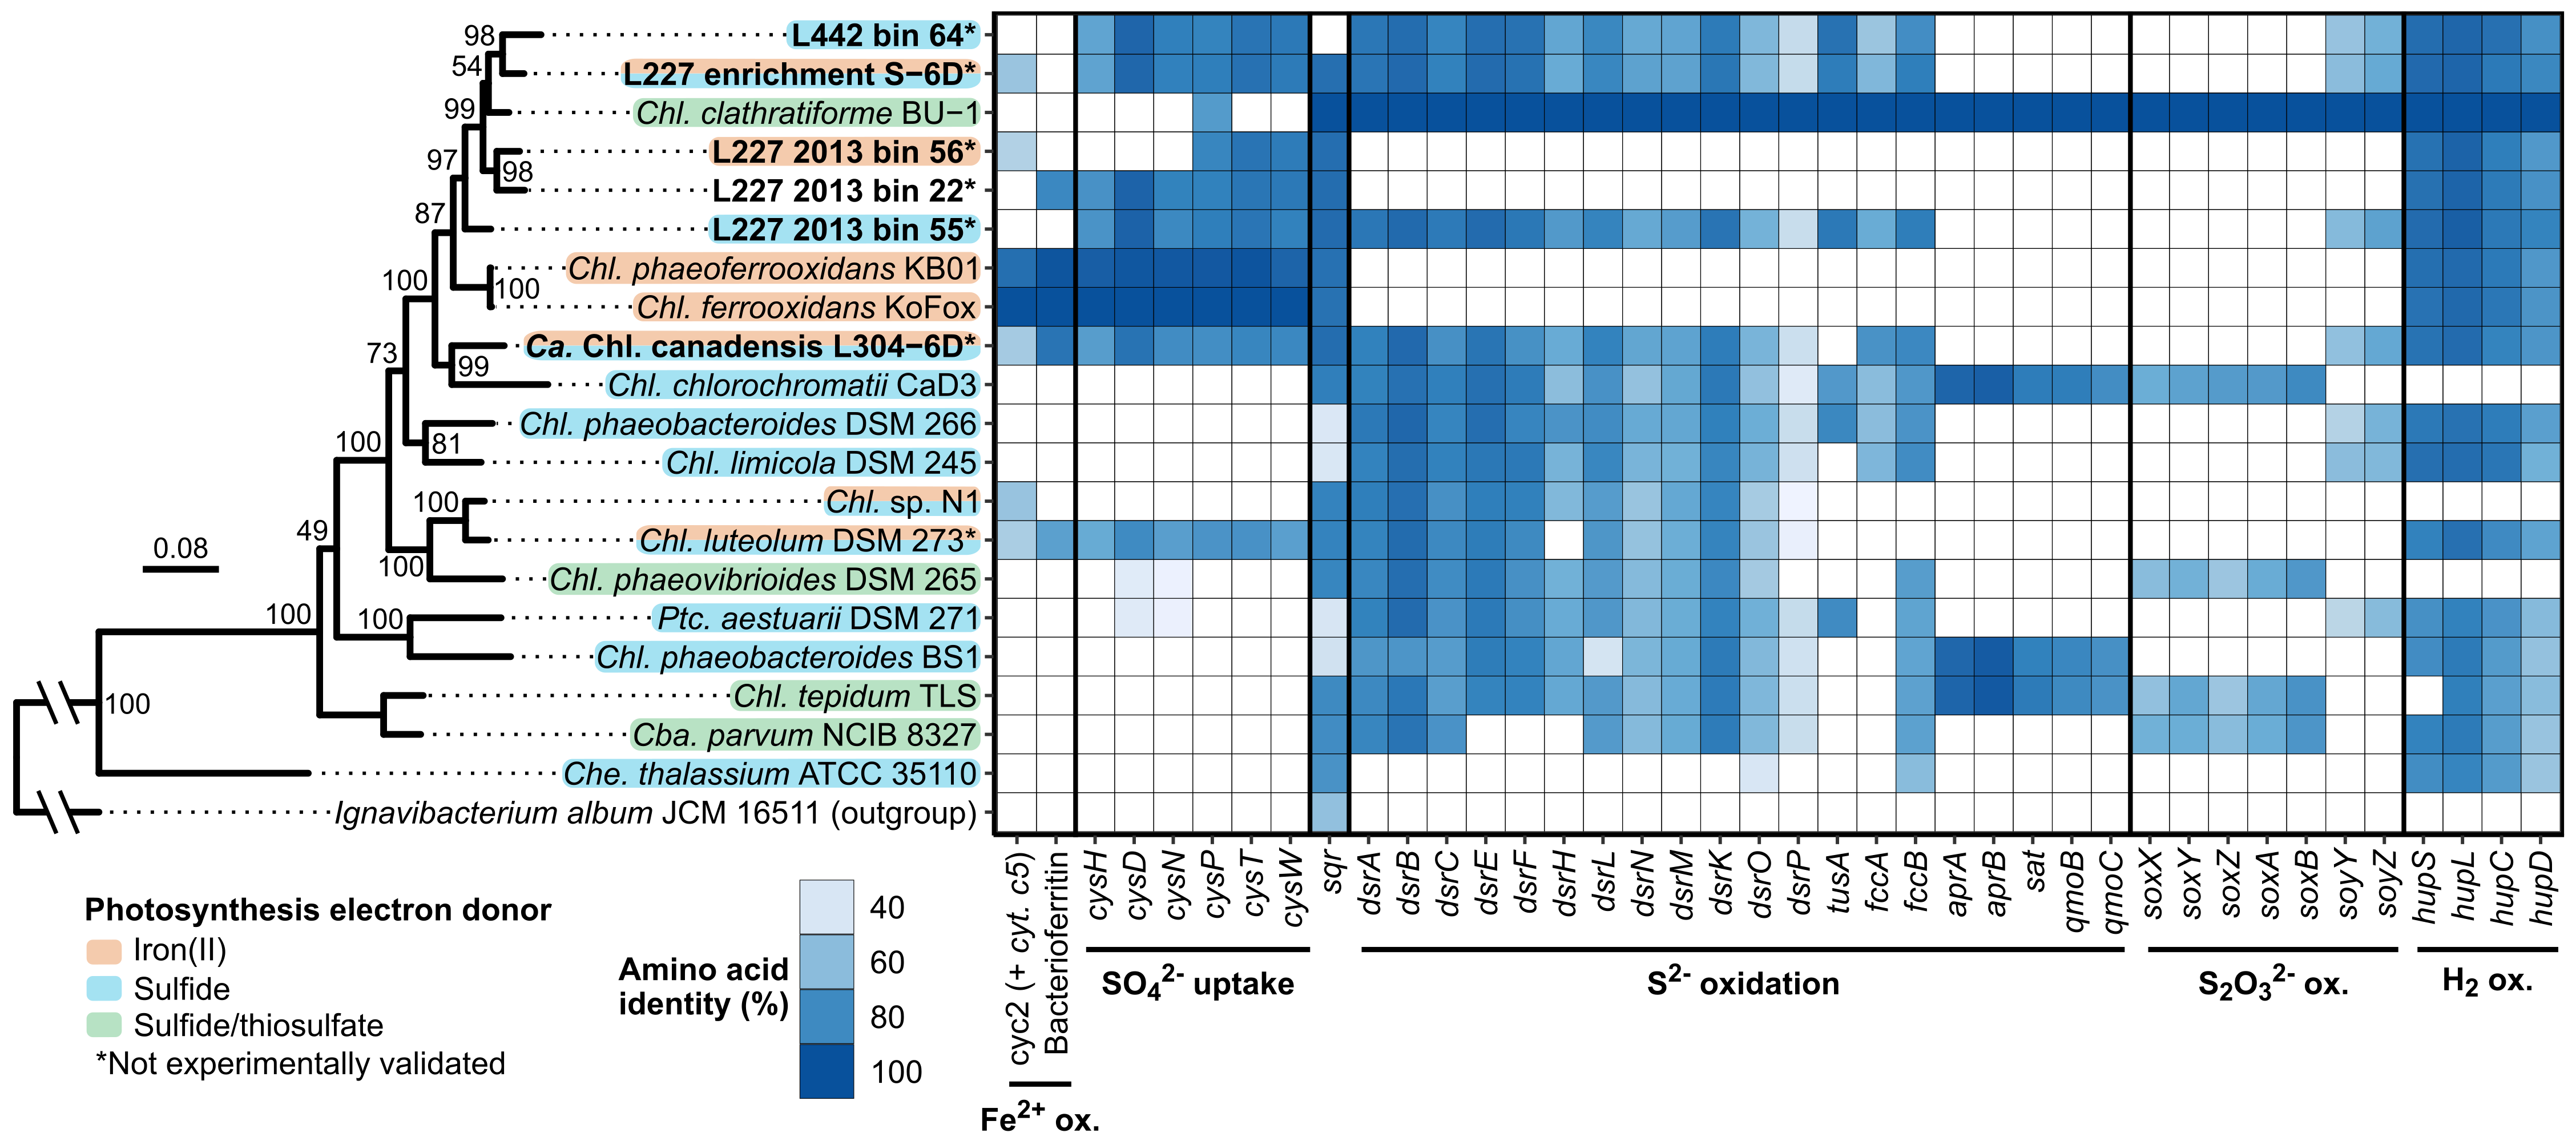 98
L442 bin 64*
54
L227 enrichment S−6D*
99
Chl. clathratiforme BU−1
97
L227 2013 bin 56*
98
L227 2013 bin 22*
87
L227 2013 bin 55*
100
Chl. phaeoferrooxidans KB01
100
Chl. ferrooxidans KoFox
73
Ca. Chl. canadensis L304−6D*
99
Chl. chlorochromatii CaD3
100
Chl. phaeobacteroides DSM 266
81
Chl. limicola DSM 245
100
Chl. sp. N1
49
Chl. luteolum DSM 273*
0.08
100
Chl. phaeovibrioides DSM 265
100
100
Ptc. aestuarii DSM 271
Chl. phaeobacteroides BS1
100
Chl. tepidum TLS
Cba. parvum NCIB 8327
Che. thalassium ATCC 35110
Ignavibacterium album JCM 16511 (outgroup)
cyc2 (+ cyt. c5)
Bacterioferritin
cysH
cysD
cysN
cysP
cysT
cysW
sqr
dsrA
dsrB
dsrC
dsrE
dsrF
dsrH
dsrL
dsrN
dsrM
dsrK
dsrO
dsrP
tusA
fccA
fccB
aprA
aprB
sat
qmoB
qmoC
soxX
soxY
soxZ
soxA
soxB
soyY
soyZ
hupS
hupL
hupC
hupD
Fe2+ ox.
SO42- uptake
S2- oxidation
S2O32- ox.
H2 ox.
Photosynthesis electron donor
Iron(II)
Sulfide
Sulfide/thiosulfate
*Not experimentally validated
Amino acid
identity (%)
40
60
80
100